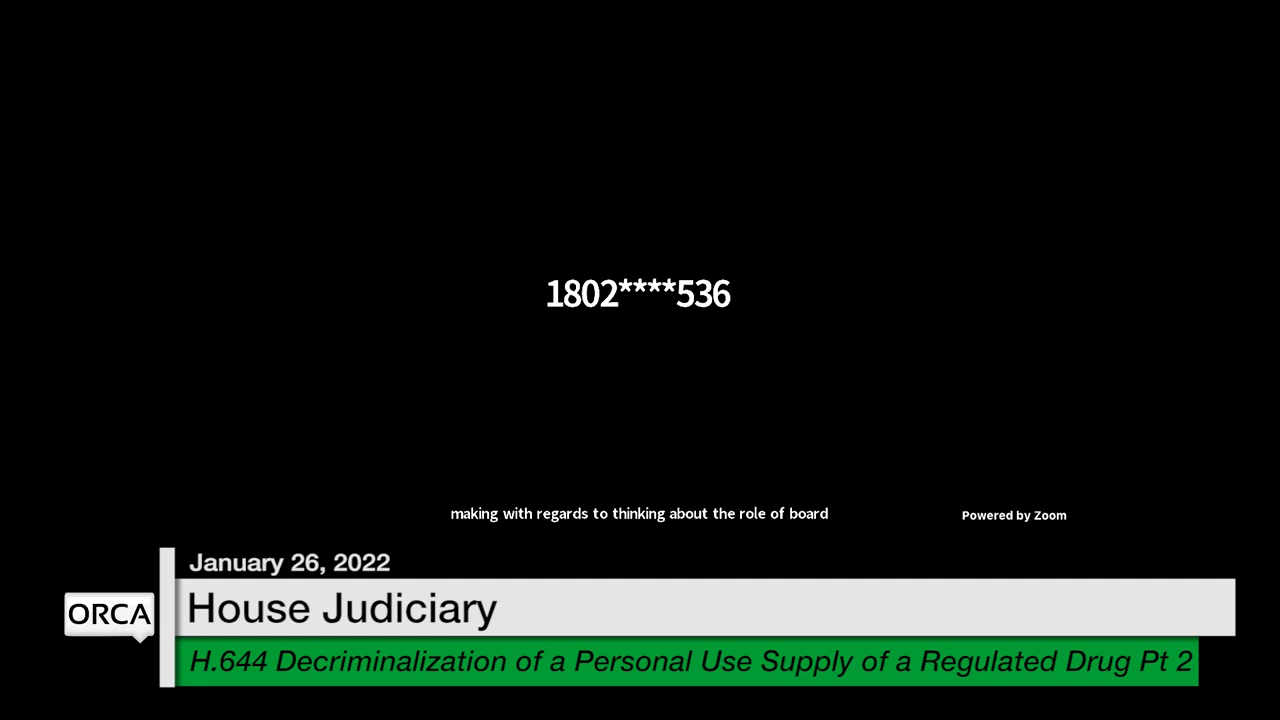 1802****536
making with regards to thinking about the role of board
Powered by Zoom
January 26, 2022
ORCA
House Judiciary
H.644 Decriminalization of a Personal Use Supply of a Regulated Drug Pt 2